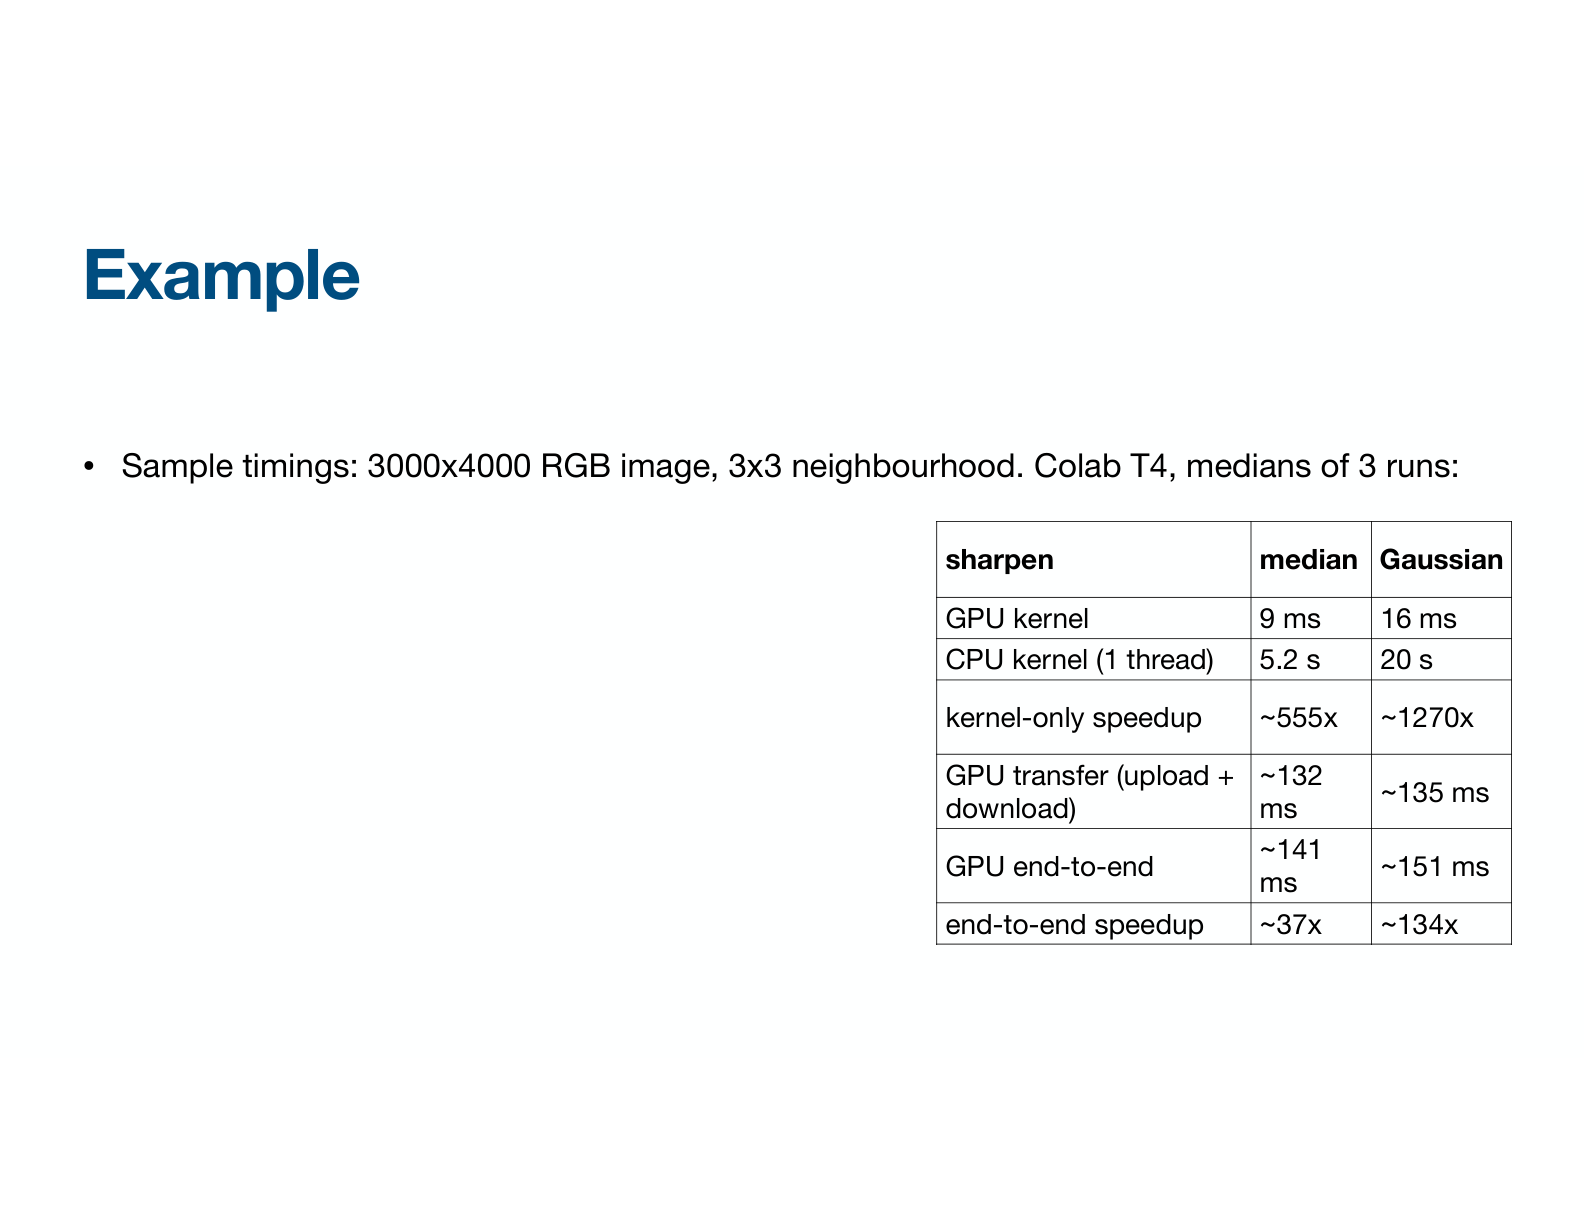 Example
• Sample timings: 3000x4000 RGB image, 3x3 neighbourhood. Colab T4, medians of 3 runs:
sharpen median Gaussian
GPU kernel 9 ms 16 ms
CPU kernel (1 thread) 5.2 s 20 s
kernel-only speedup ~555x ~1270x
GPU transfer (upload +
download)
~132
ms
~135 ms
GPU end-to-end
~141
ms
~151 ms
end-to-end speedup ~37x ~134x